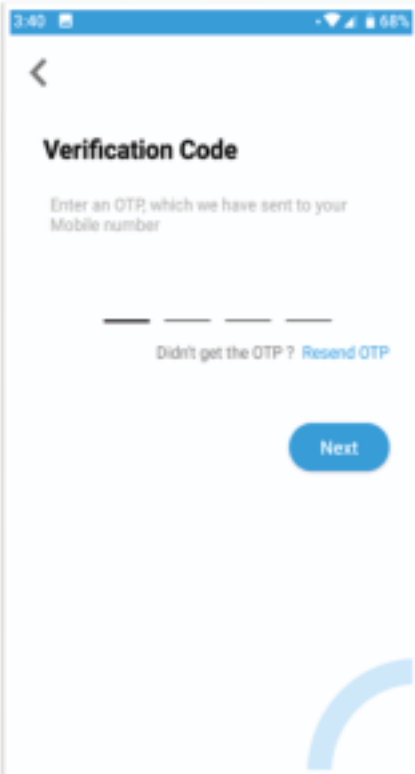 3:40 68%
Verification Code
Enter an OTP, which we have sent to your
Mobile number
Didn't get the OTP ? Resend OTP
Next